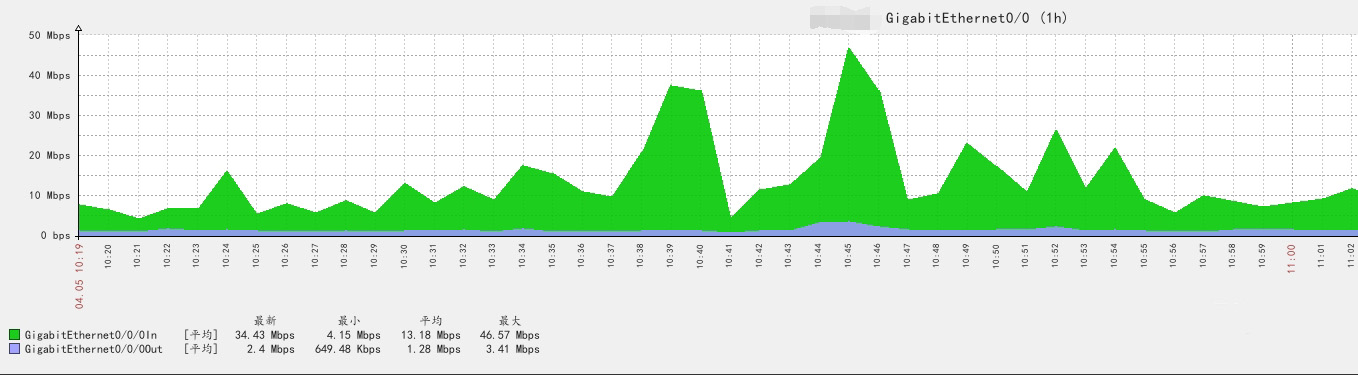 GigabitEthernet0/0 (1h)
50 Mbps
40 Mbps
30 Mbps
20 Mbps
10 Mbps
0 bps
04.05 10:19 10:20 10:21 10:22 10:23 10:24 10:25 10:26 10:27 10:28 10:29 10:30 10:31 10:32 10:33 10:34 10:35 10:36 10:37 10:38 10:39 10:40 10:41 10:42 10:43 10:44 10:45 10:46 10:47 10:48 10:49 10:50 10:51 10:52 10:53 10:54 10:55 10:56 10:57 10:58 10:59 11:00 11:01 11:02
最新 最小 平均 最大
GigabitEthernet0/0/0In [平均] 34.43 Mbps 4.15 Mbps 13.18 Mbps 46.57 Mbps
GigabitEthernet0/0/0Out [平均] 2.4 Mbps 649.48 Kbps 1.28 Mbps 3.41 Mbps